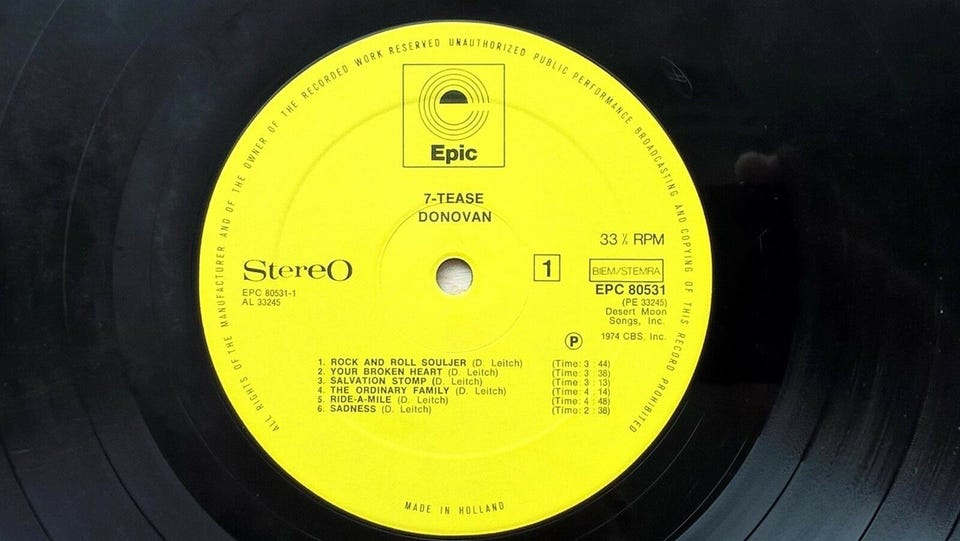 ALL RIGHTS OF THE MANUFACTURER AND OF THE OWNER OF THE RECORDED WORK RESERVED UNAUTHORIZED PUBLIC PERFORMANCE BROADCASTING AND COPYING OF THIS RECORD PROHIBITED
Epic
7-TEASE
DONOVAN
33 ⅓ RPM
StereO
1
BIEM/STEMRA
EPC 80531-1
EPC 80531
AL 33245
(PE 33245)
Desert Moon
Songs, Inc.
Ⓟ 1974 CBS, Inc.
1. ROCK AND ROLL SOULJER (D. Leitch) (Time: 3 : 44)
2. YOUR BROKEN HEART (D. Leitch) (Time: 3 : 38)
3. SALVATION STOMP (D. Leitch) (Time: 3 : 13)
4. THE ORDINARY FAMILY (D. Leitch) (Time: 4 : 14)
5. RIDE-A-MILE (D. Leitch) (Time: 4 : 48)
6. SADNESS (D. Leitch) (Time: 2 : 38)
MADE IN HOLLAND